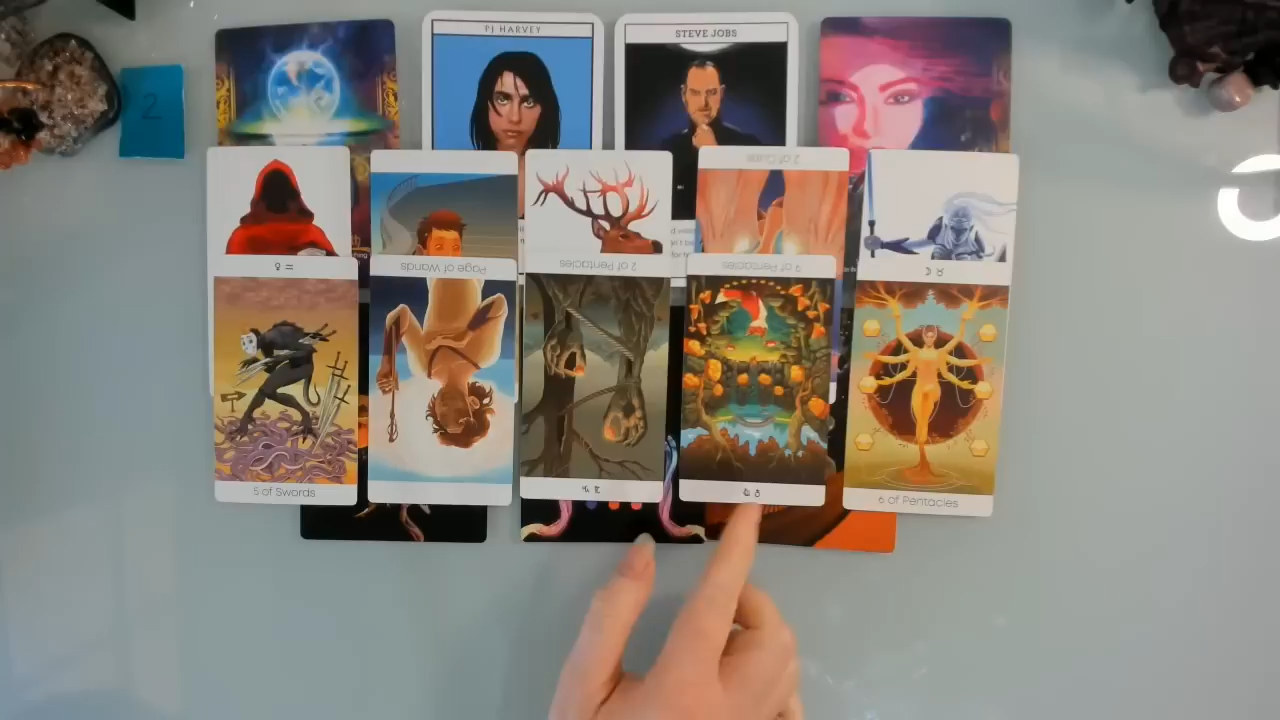 PJ HARVEY
STEVE JOBS
2
2 of Cups
Page of Wands
2 of Pentacles
9 of Pentacles
5 of Swords
6 of Pentacles